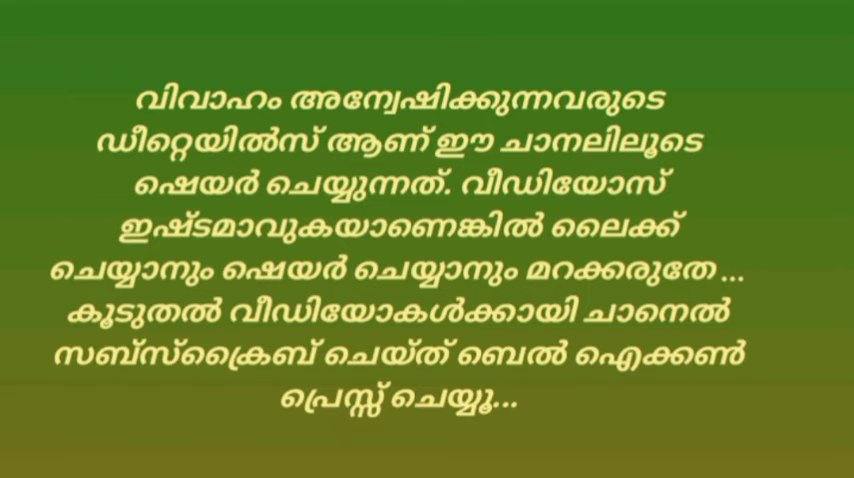 വിവാഹം അന്വേഷിക്കുന്നവരുടെ
ഡീറ്റെയിൽസ് ആണ് ഈ ചാനലിലൂടെ
ഷെയർ ചെയ്യുന്നത്. വീഡിയോസ്
ഇഷ്ടമാവുകയാണെങ്കിൽ ലൈക്ക്
ചെയ്യാനും ഷെയർ ചെയ്യാനും മറക്കരുതേ ...
കൂടുതൽ വീഡിയോകൾക്കായി ചാനെൽ
സബ്സ്ക്രൈബ് ചെയ്ത് ബെൽ ഐക്കൺ
പ്രെസ്സ് ചെയ്യൂ...